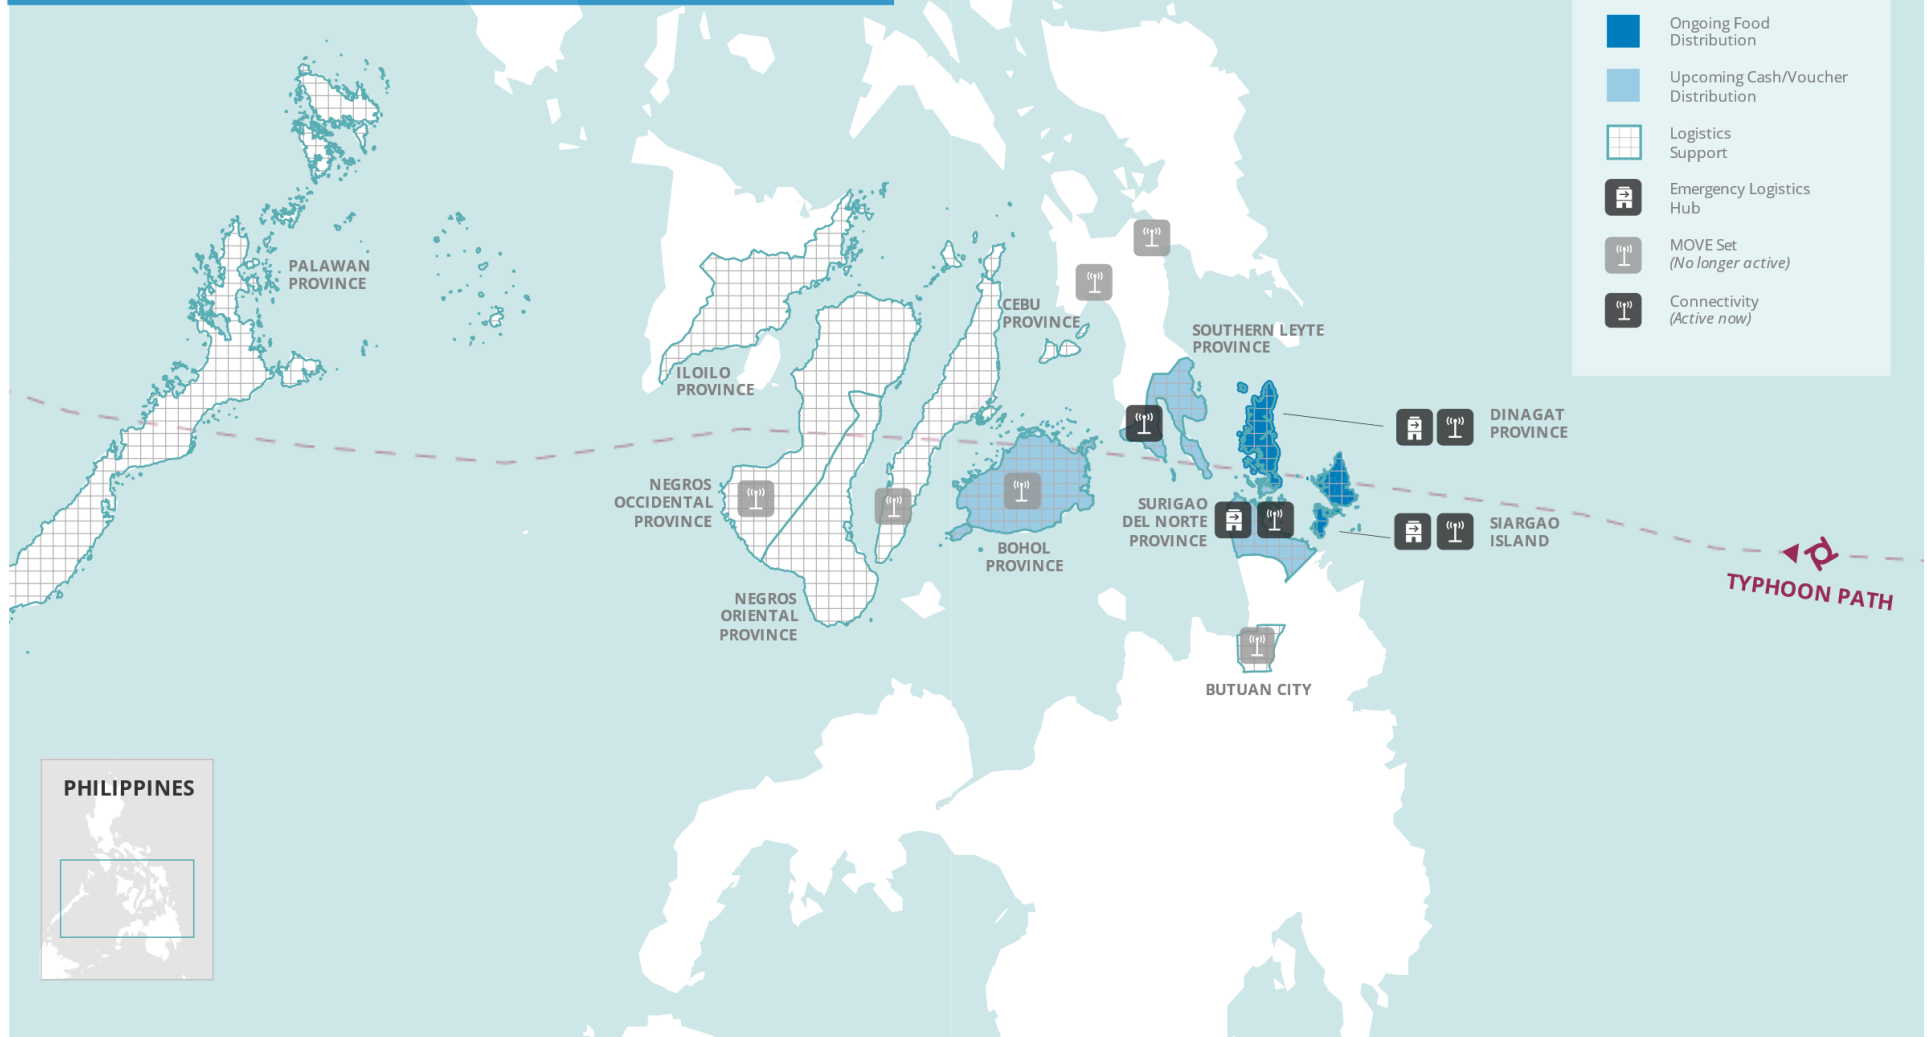 Ongoing Food
Distribution
Upcoming Cash/Voucher
Distribution
Logistics
Support
Emergency Logistics
Hub
MOVE Set
(No longer active)
Connectivity
(Active now)
PALAWAN
PROVINCE
CEBU
PROVINCE
SOUTHERN LEYTE
PROVINCE
ILOILO
PROVINCE
DINAGAT
PROVINCE
NEGROS
OCCIDENTAL
PROVINCE
SURIGAO
DEL NORTE
PROVINCE
SIARGAO
ISLAND
BOHOL
PROVINCE
TYPHOON PATH
NEGROS
ORIENTAL
PROVINCE
BUTUAN CITY
PHILIPPINES